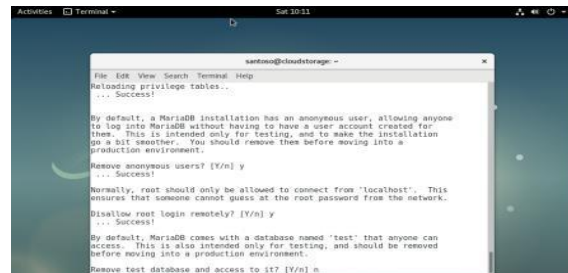 Activities Terminal Sat 10:11
santoso@cloudstorage: ~
File Edit View Search Terminal Help
Reloading privilege tables..
... Success!
By default, a MariaDB installation has an anonymous user, allowing anyone
to log into MariaDB without having to have a user account created for
them. This is intended only for testing, and to make the installation
go a bit smoother. You should remove them before moving into a
production environment.
Remove anonymous users? [Y/n] y
... Success!
Normally, root should only be allowed to connect from 'localhost'. This
ensures that someone cannot guess at the root password from the network.
Disallow root login remotely? [Y/n] y
... Success!
By default, MariaDB comes with a database named 'test' that anyone can
access. This is also intended only for testing, and should be removed
before moving into a production environment.
Remove test database and access to it? [Y/n] n